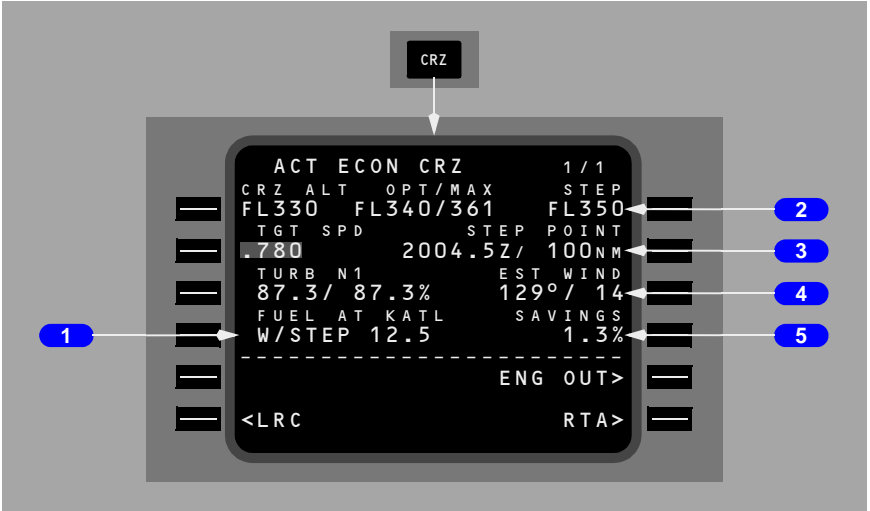 CRZ
ACT ECON CRZ 1/1
CRZ ALT OPT/MAX STEP
FL330 FL340/361 FL350
2
TGT SPD STEP POINT
.780 2004.5Z/ 100NM
3
TURB N1 EST WIND
87.3/ 87.3% 129°/ 14
4
FUEL AT KATL SAVINGS
1
W/STEP 12.5 1.3%
5
------------------------
ENG OUT>
<LRC RTA>